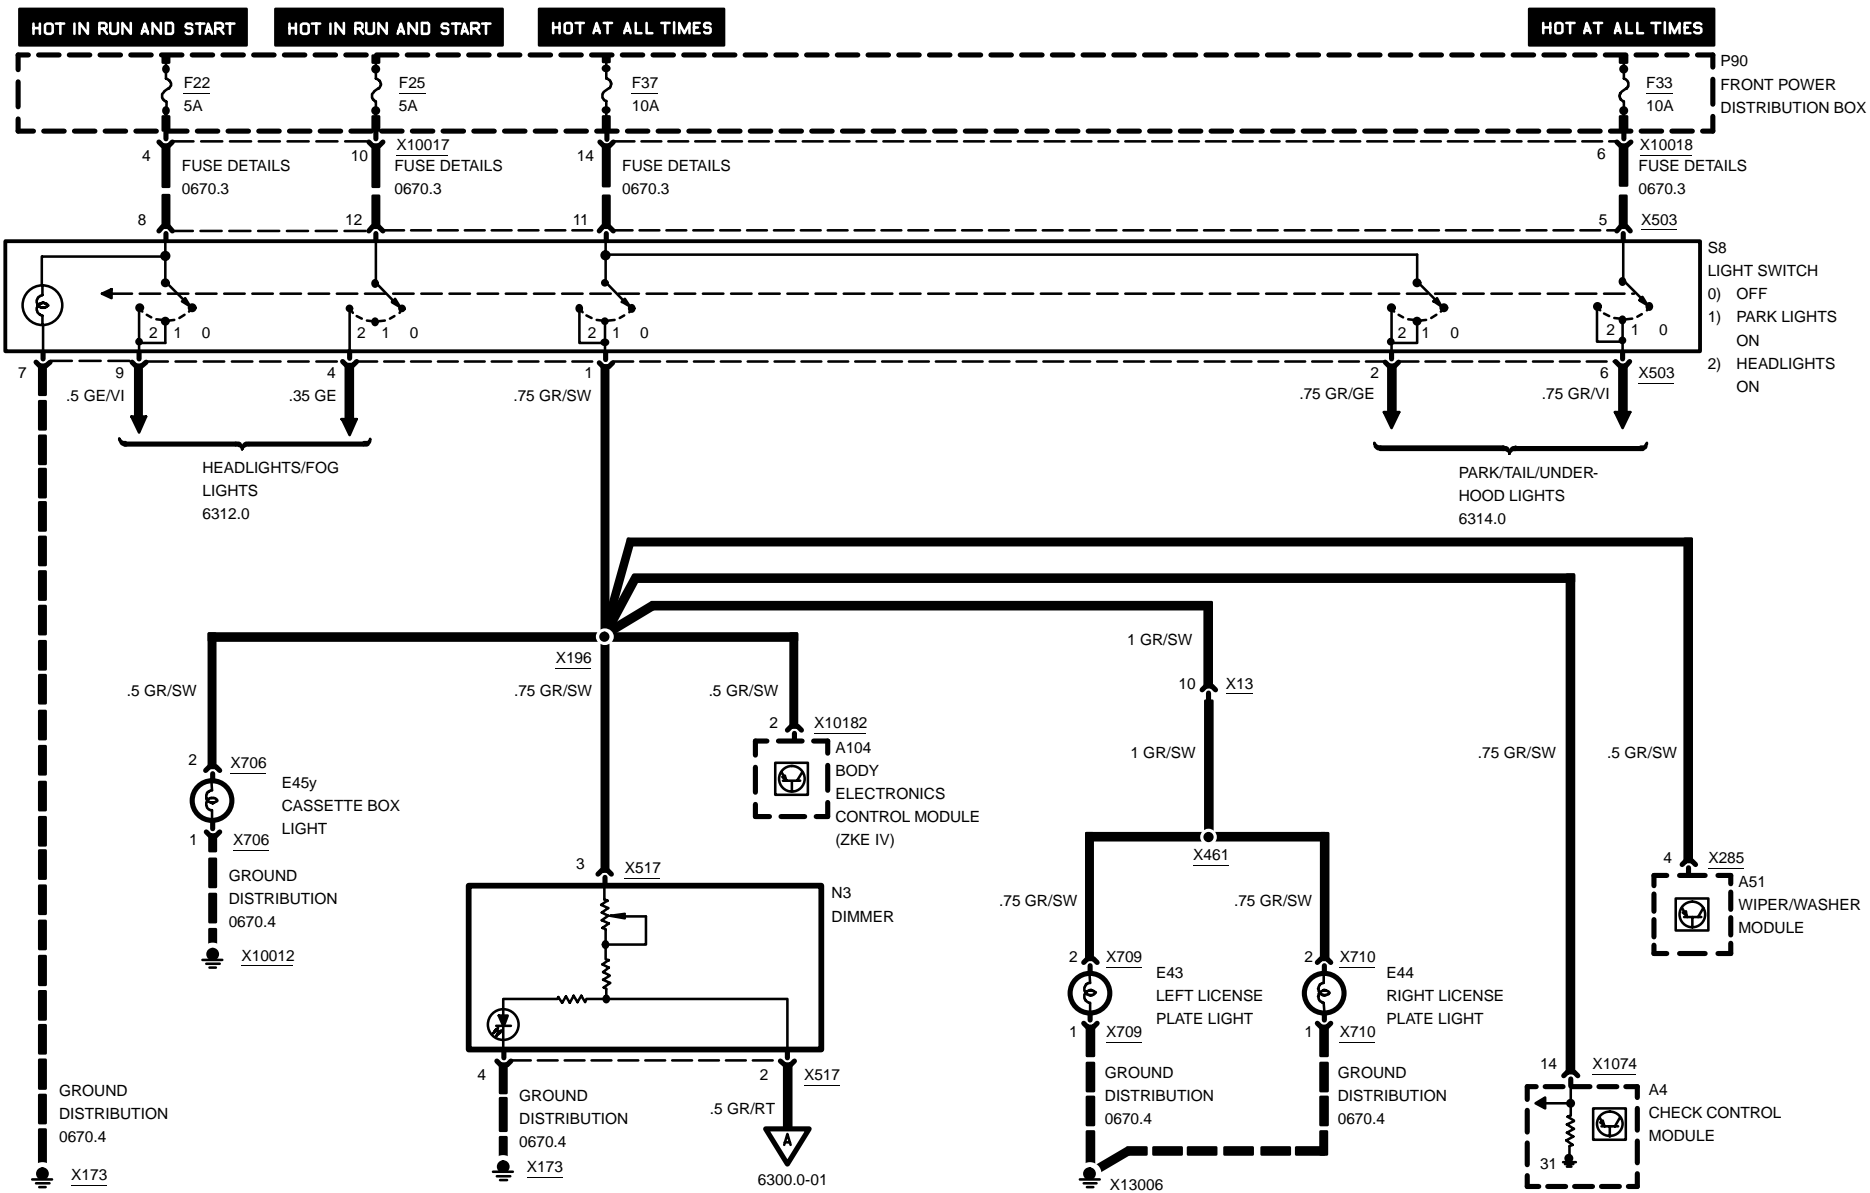 HOT IN RUN AND START
HOT IN RUN AND START
HOT AT ALL TIMES
HOT AT ALL TIMES
F22
5A
F25
5A
F37
10A
F33
10A
P90
FRONT POWER
DISTRIBUTION BOX
4
10
X10017
14
6
X10018
FUSE DETAILS
0670.3
FUSE DETAILS
0670.3
FUSE DETAILS
0670.3
FUSE DETAILS
0670.3
8
12
11
5
X503
2 1 0
2 1 0
2 1 0
2 1 0
2 1 0
S8
LIGHT SWITCH
0) OFF
1) PARK LIGHTS
ON
2) HEADLIGHTS
ON
7
9
4
1
2
6
X503
.5 GE/VI
.35 GE
.75 GR/SW
.75 GR/GE
.75 GR/VI
HEADLIGHTS/FOG
LIGHTS
6312.0
PARK/TAIL/UNDER-
HOOD LIGHTS
6314.0
X196
.5 GR/SW
.75 GR/SW
.5 GR/SW
1 GR/SW
10
X13
1 GR/SW
.75 GR/SW
.5 GR/SW
2
X10182
A104
BODY
ELECTRONICS
CONTROL MODULE
(ZKE IV)
2
X706
E45y
CASSETTE BOX
LIGHT
1
X706
GROUND
DISTRIBUTION
0670.4
X10012
3
X517
N3
DIMMER
X461
.75 GR/SW
.75 GR/SW
4
X285
A51
WIPER/WASHER
MODULE
2
X709
E43
LEFT LICENSE
PLATE LIGHT
1
X709
2
X710
E44
RIGHT LICENSE
PLATE LIGHT
1
X710
GROUND
DISTRIBUTION
0670.4
GROUND
DISTRIBUTION
0670.4
X13006
14
X1074
A4
CHECK CONTROL
MODULE
31
4
2
X517
GROUND
DISTRIBUTION
0670.4
X173
.5 GR/RT
A
6300.0-01
GROUND
DISTRIBUTION
0670.4
X173